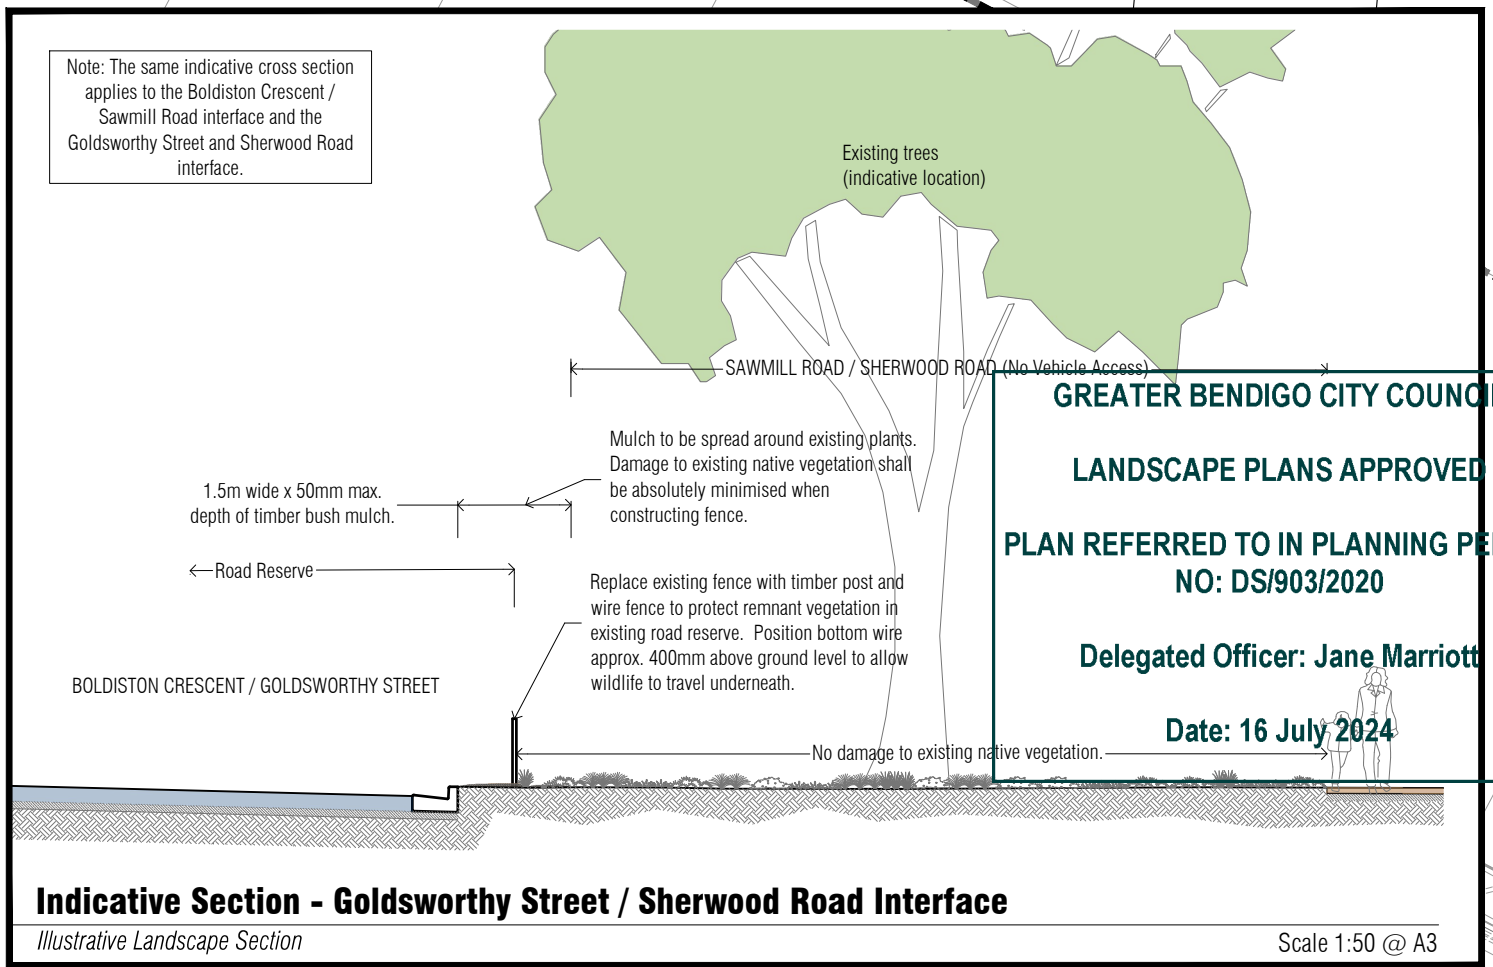 Note: The same indicative cross section
applies to the Boldiston Crescent /
Sawmill Road interface and the
Goldsworthy Street and Sherwood Road
interface.
Existing trees
(indicative location)
SAWMILL ROAD / SHERWOOD ROAD (No Vehicle Access)
GREATER BENDIGO CITY COUNCI
LANDSCAPE PLANS APPROVED
PLAN REFERRED TO IN PLANNING PE
NO: DS/903/2020
Delegated Officer: Jane Marriott
Date: 16 July 2024
Mulch to be spread around existing plants.
Damage to existing native vegetation shall
be absolutely minimised when
constructing fence.
1.5m wide x 50mm max.
depth of timber bush mulch.
Road Reserve
Replace existing fence with timber post and
wire fence to protect remnant vegetation in
existing road reserve.  Position bottom wire
approx. 400mm above ground level to allow
wildlife to travel underneath.
BOLDISTON CRESCENT / GOLDSWORTHY STREET
No damage to existing native vegetation.
Indicative Section - Goldsworthy Street / Sherwood Road Interface
Illustrative Landscape Section
Scale 1:50 @ A3